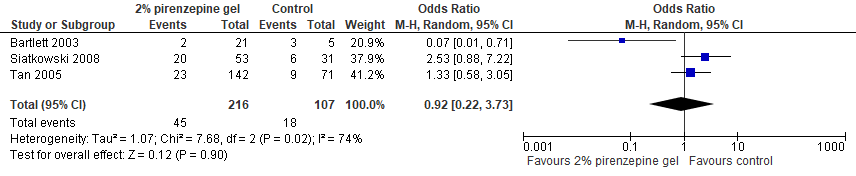 2% pirenzepine gel Control Odds Ratio Odds Ratio
Study or Subgroup Events Total Events Total Weight M-H, Random, 95% CI M-H, Random, 95% CI
Bartlett 2003 2 21 3 5 20.9% 0.07 [0.01, 0.71]
Siatkowski 2008 20 53 6 31 37.9% 2.53 [0.88, 7.22]
Tan 2005 23 142 9 71 41.2% 1.33 [0.58, 3.05]
Total (95% CI) 216 107 100.0% 0.92 [0.22, 3.73]
Total events 45 18
Heterogeneity: Tau² = 1.07; Chi² = 7.68, df = 2 (P = 0.02); I² = 74%
Test for overall effect: Z = 0.12 (P = 0.90)
0.001 0.1 1 10 1000
Favours 2% pirenzepine gel Favours control